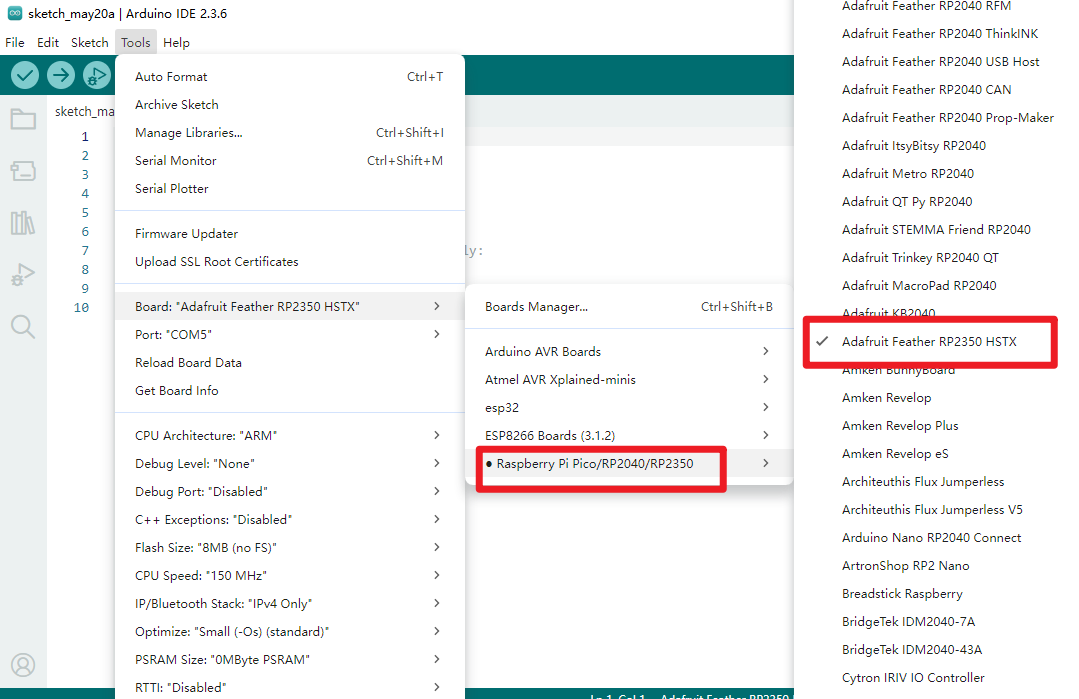 sketch_may20a | Arduino IDE 2.3.6
File Edit Sketch Tools Help
sketch_ma
1
2
3
4
5
6
7
8
9
10
ly:
Auto Format Ctrl+T
Archive Sketch
Manage Libraries... Ctrl+Shift+I
Serial Monitor Ctrl+Shift+M
Serial Plotter
Firmware Updater
Upload SSL Root Certificates
Board: "Adafruit Feather RP2350 HSTX"
Port: "COM5"
Reload Board Data
Get Board Info
CPU Architecture: "ARM"
Debug Level: "None"
Debug Port: "Disabled"
C++ Exceptions: "Disabled"
Flash Size: "8MB (no FS)"
CPU Speed: "150 MHz"
IP/Bluetooth Stack: "IPv4 Only"
Optimize: "Small (-Os) (standard)"
PSRAM Size: "0MByte PSRAM"
RTTI: "Disabled"
Boards Manager... Ctrl+Shift+B
Arduino AVR Boards
Atmel AVR Xplained-minis
esp32
ESP8266 Boards (3.1.2)
Raspberry Pi Pico/RP2040/RP2350
Adafruit Feather RP2040 RFM
Adafruit Feather RP2040 ThinkINK
Adafruit Feather RP2040 USB Host
Adafruit Feather RP2040 CAN
Adafruit Feather RP2040 Prop-Maker
Adafruit ItsyBitsy RP2040
Adafruit Metro RP2040
Adafruit QT Py RP2040
Adafruit STEMMA Friend RP2040
Adafruit Trinkey RP2040 QT
Adafruit MacroPad RP2040
Adafruit KB2040
Adafruit Feather RP2350 HSTX
Amken BunnyBoard
Amken Revelop
Amken Revelop Plus
Amken Revelop eS
Architeuthis Flux Jumperless
Architeuthis Flux Jumperless V5
Arduino Nano RP2040 Connect
ArtronShop RP2 Nano
Breadstick Raspberry
BridgeTek IDM2040-7A
BridgeTek IDM2040-43A
Cytron IRIV IO Controller
Ln 1, Col 1 Adafruit Feather RP2350